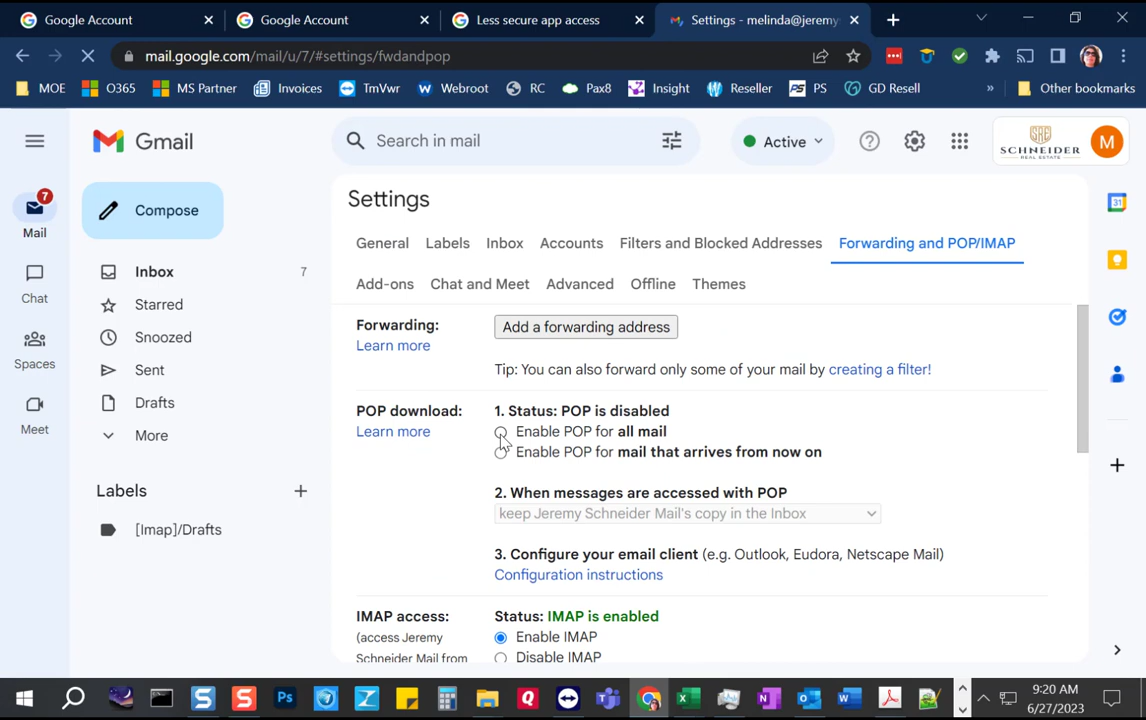 Google Account
Google Account
Less secure app access
Settings - melinda@jeremy
mail.google.com/mail/u/7/#settings/fwdandpop
MOE O365 MS Partner Invoices TmVwr Webroot RC Pax8 Insight Reseller PS GD Resell » Other bookmarks
Gmail
Search in mail
Active
SCHNEIDER
REAL ESTATE
M
Compose
7
Mail
Chat
Spaces
Meet
Inbox 7
Starred
Snoozed
Sent
Drafts
More
Labels
[Imap]/Drafts
Settings
General Labels Inbox Accounts Filters and Blocked Addresses Forwarding and POP/IMAP
Add-ons Chat and Meet Advanced Offline Themes
Forwarding: Add a forwarding address
Learn more
Tip: You can also forward only some of your mail by creating a filter!
POP download: 1. Status: POP is disabled
Learn more Enable POP for all mail
Enable POP for mail that arrives from now on
2. When messages are accessed with POP
keep Jeremy Schneider Mail's copy in the Inbox
3. Configure your email client (e.g. Outlook, Eudora, Netscape Mail)
Configuration instructions
IMAP access: Status: IMAP is enabled
(access Jeremy Enable IMAP
Schneider Mail from Disable IMAP
31
9:20 AM
6/27/2023